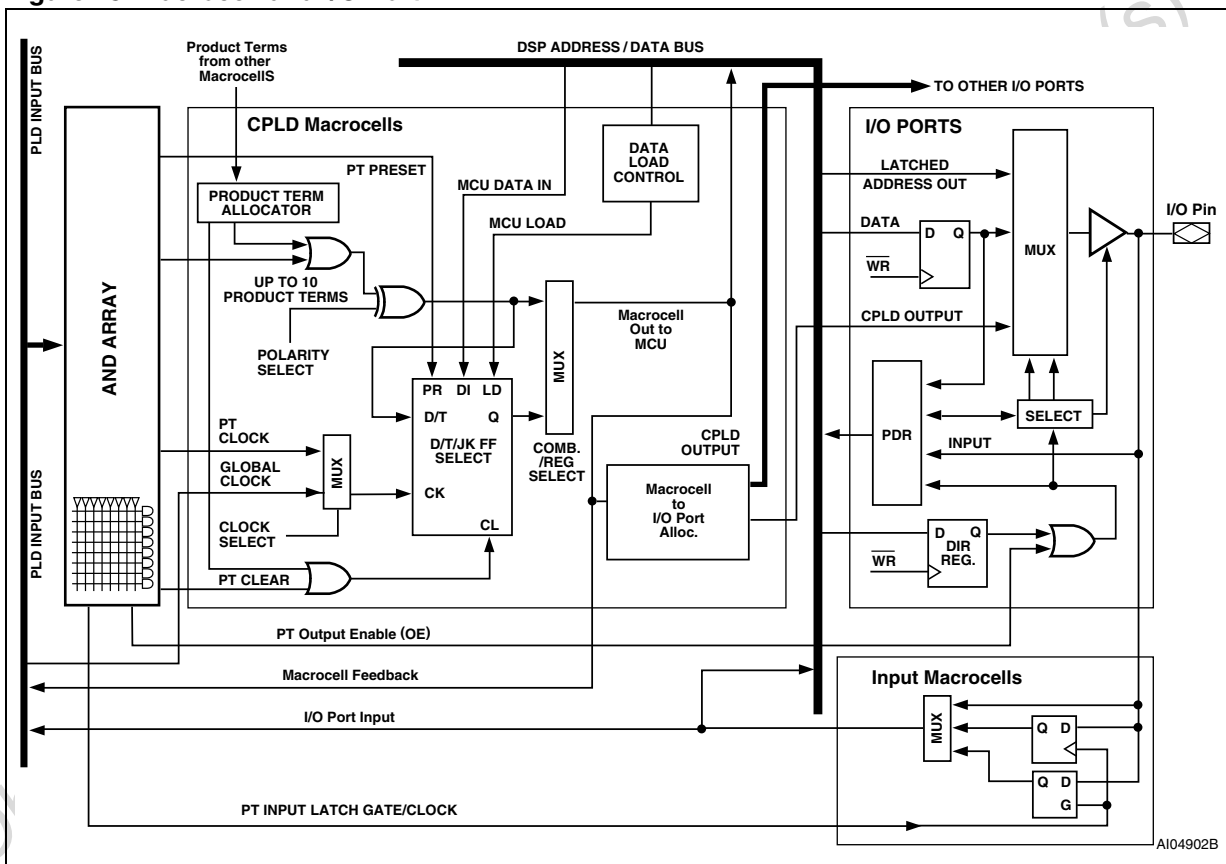 PLD INPUT BUS
Product Terms
from other
MacrocellS
DSP ADDRESS / DATA BUS
TO OTHER I/O PORTS
CPLD Macrocells
I/O PORTS
PT PRESET
PRODUCT TERM
ALLOCATOR
MCU DATA IN
DATA
LOAD
CONTROL
MCU LOAD
LATCHED
ADDRESS OUT
I/O Pin
DATA
D Q
WR
MUX
UP TO 10
PRODUCT TERMS
POLARITY
SELECT
AND ARRAY
MUX
Macrocell
Out to
MCU
CPLD OUTPUT
PR DI LD
D/T Q
D/T/JK FF
SELECT
CK
CL
COMB.
/REG
SELECT
PT
CLOCK
GLOBAL
CLOCK
MUX
CLOCK
SELECT
PT CLEAR
CPLD
OUTPUT
Macrocell
to
I/O Port
Alloc.
PDR
SELECT
INPUT
D Q
DIR
REG.
WR
PLD INPUT BUS
PT Output Enable (OE)
Macrocell Feedback
I/O Port Input
Input Macrocells
MUX
Q D
Q D
G
PT INPUT LATCH GATE/CLOCK
AI04902B